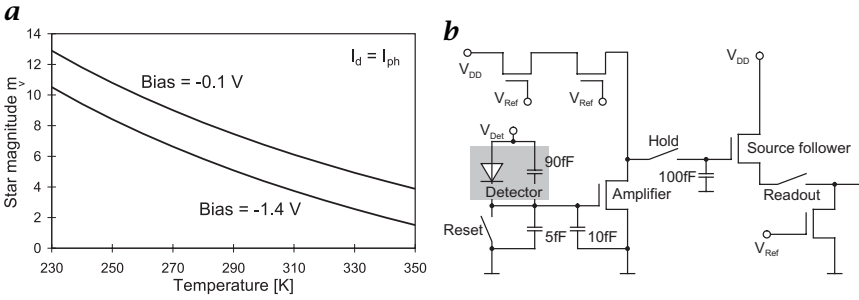 a
14
12
10
8
6
4
2
0
Star magnitude m_v
I_d = I_ph
Bias = -0.1 V
Bias = -1.4 V
230 250 270 290 310 330 350
Temperature [K]
b
V_DD
V_Ref
V_Ref
V_DD
V_Det
Hold
Source follower
90fF
Detector
Amplifier
100fF
Readout
Reset
5fF
10fF
V_Ref